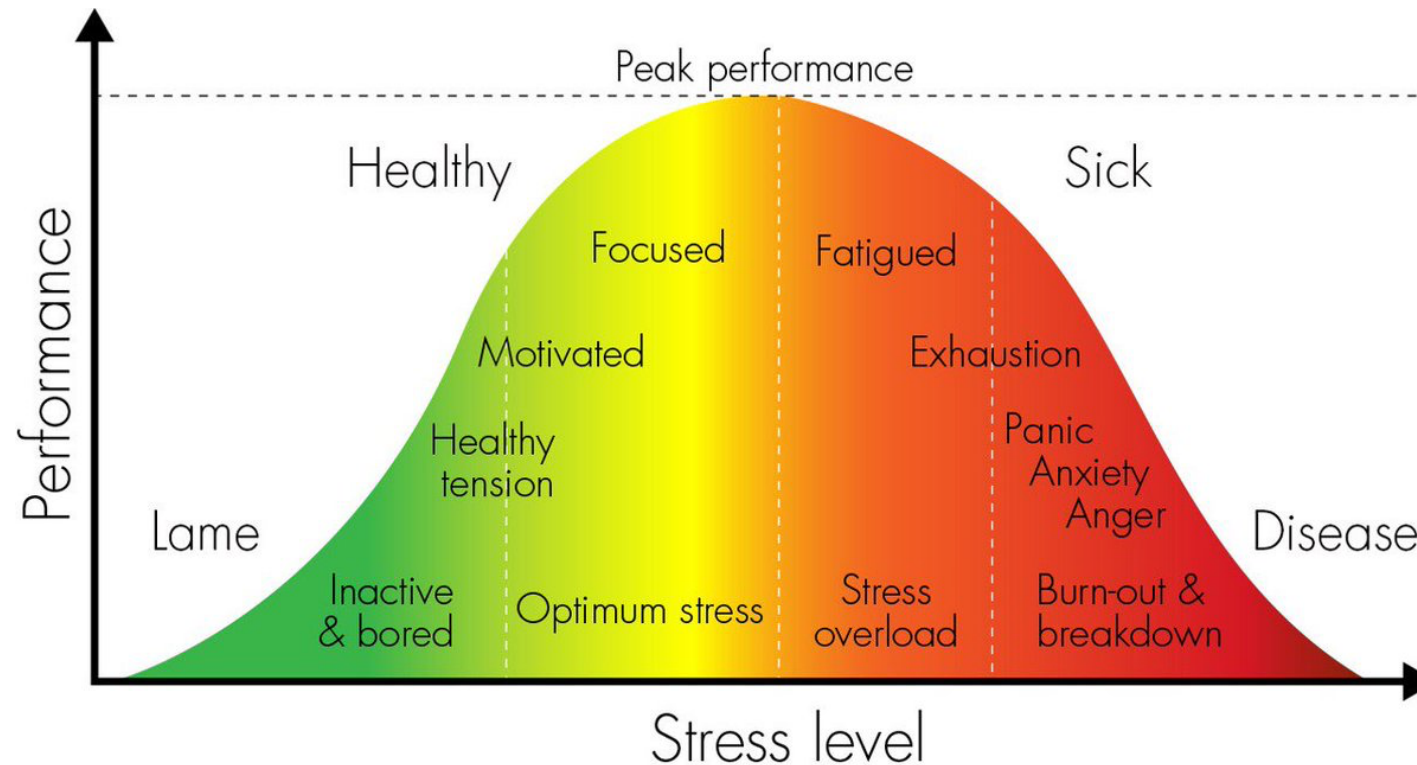 Peak performance
Healthy
Sick
Focused
Fatigued
Motivated
Exhaustion
Healthy
tension
Panic
Anxiety
Anger
Lame
Disease
Inactive
& bored
Optimum stress
Stress
overload
Burn-out &
breakdown
Performance
Stress level